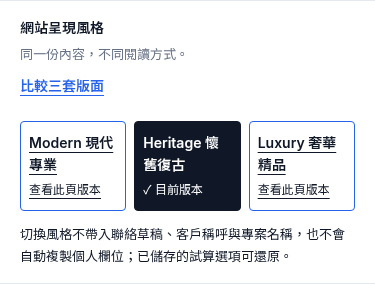 網站呈現風格
同一份內容，不同閱讀方式。
比較三套版面
Modern 現代
專業
查看此頁版本
Heritage 懷
舊復古
✓ 目前版本
Luxury 奢華
精品
查看此頁版本
切換風格不帶入聯絡草稿、客戶稱呼與專案名稱，也不會
自動複製個人欄位；已儲存的試算選項可還原。